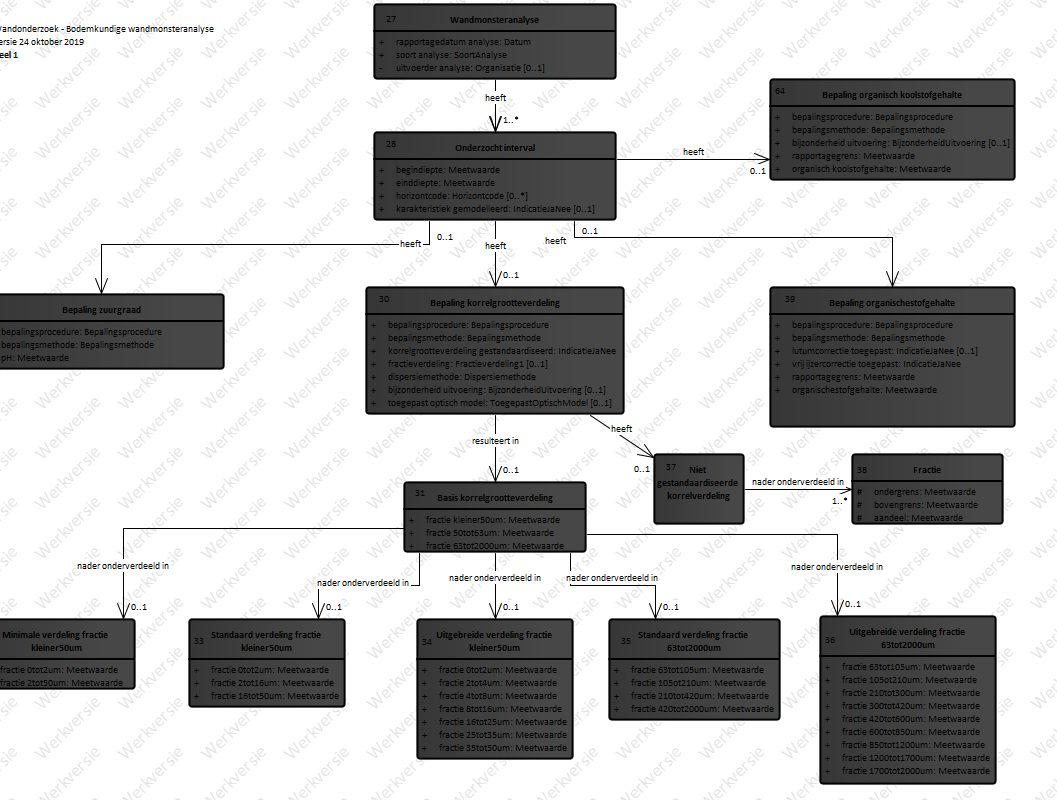 andonderzoek - Bodemkundige wandmonsteranalyse
ersie 24 oktober 2019
eel 1
27 Wandmonsteranalyse
+ rapportagedatum analyse: Datum
+ soort analyse: SoortAnalyse
- uitvoerder analyse: Organisatie [0..1]
heeft
1..*
64 Bepaling organisch koolstofgehalte
+ bepalingsprocedure: Bepalingsprocedure
+ bepalingsmethode: Bepalingsmethode
+ bijzonderheid uitvoering: BijzonderheidUitvoering [0..1]
+ rapportagegrens: Meetwaarde
+ organisch koolstofgehalte: Meetwaarde
28 Onderzocht interval
+ begindiepte: Meetwaarde
+ einddiepte: Meetwaarde
+ horizontcode: Horizontcode [0..*]
+ karakteristiek gemodelleerd: IndicatieJaNee [0..1]
heeft
0..1
heeft
0..1
heeft
0..1
heeft
0..1
Bepaling zuurgraad
bepalingsprocedure: Bepalingsprocedure
bepalingsmethode: Bepalingsmethode
pH: Meetwaarde
30 Bepaling korrelgrootteverdeling
+ bepalingsprocedure: Bepalingsprocedure
+ bepalingsmethode: Bepalingsmethode
+ korrelgrootteverdeling gestandaardiseerd: IndicatieJaNee
+ fractieverdeling: Fractieverdeling1 [0..1]
+ dispersiemethode: Dispersiemethode
+ bijzonderheid uitvoering: BijzonderheidUitvoering [0..1]
+ toegepast optisch model: ToegepastOptischModel [0..1]
39 Bepaling organischestofgehalte
+ bepalingsprocedure: Bepalingsprocedure
+ bepalingsmethode: Bepalingsmethode
+ lutumcorrectie toegepast: IndicatieJaNee [0..1]
+ vrijijzercorrectie toegepast: IndicatieJaNee
+ rapportagegrens: Meetwaarde
+ organischestofgehalte: Meetwaarde
resulteert in
0..1
heeft
0..1
37 Niet
gestandaardiseerde
korrelverdeling
nader onderverdeeld in
1..*
38 Fractie
# ondergrens: Meetwaarde
# bovengrens: Meetwaarde
# aandeel: Meetwaarde
31 Basis korrelgrootteverdeling
+ fractie kleiner50um: Meetwaarde
+ fractie 50tot63um: Meetwaarde
+ fractie 63tot2000um: Meetwaarde
nader onderverdeeld in
0..1
nader onderverdeeld in
0..1
nader onderverdeeld in
0..1
nader onderverdeeld in
0..1
nader onderverdeeld in
0..1
Minimale verdeling fractie
kleiner50um
fractie 0tot2um: Meetwaarde
fractie 2tot50um: Meetwaarde
33 Standaard verdeling fractie
kleiner50um
+ fractie 0tot2um: Meetwaarde
+ fractie 2tot16um: Meetwaarde
+ fractie 16tot50um: Meetwaarde
34 Uitgebreide verdeling fractie
kleiner50um
+ fractie 0tot2um: Meetwaarde
+ fractie 2tot4um: Meetwaarde
+ fractie 4tot8um: Meetwaarde
+ fractie 8tot16um: Meetwaarde
+ fractie 16tot25um: Meetwaarde
+ fractie 25tot35um: Meetwaarde
+ fractie 35tot50um: Meetwaarde
35 Standaard verdeling fractie
63tot2000um
+ fractie 63tot105um: Meetwaarde
+ fractie 105tot210um: Meetwaarde
+ fractie 210tot420um: Meetwaarde
+ fractie 420tot2000um: Meetwaarde
36 Uitgebreide verdeling fractie
63tot2000um
+ fractie 63tot105um: Meetwaarde
+ fractie 105tot210um: Meetwaarde
+ fractie 210tot300um: Meetwaarde
+ fractie 300tot420um: Meetwaarde
+ fractie 420tot600um: Meetwaarde
+ fractie 600tot850um: Meetwaarde
+ fractie 850tot1200um: Meetwaarde
+ fractie 1200tot1700um: Meetwaarde
+ fractie 1700tot2000um: Meetwaarde
Werkversie